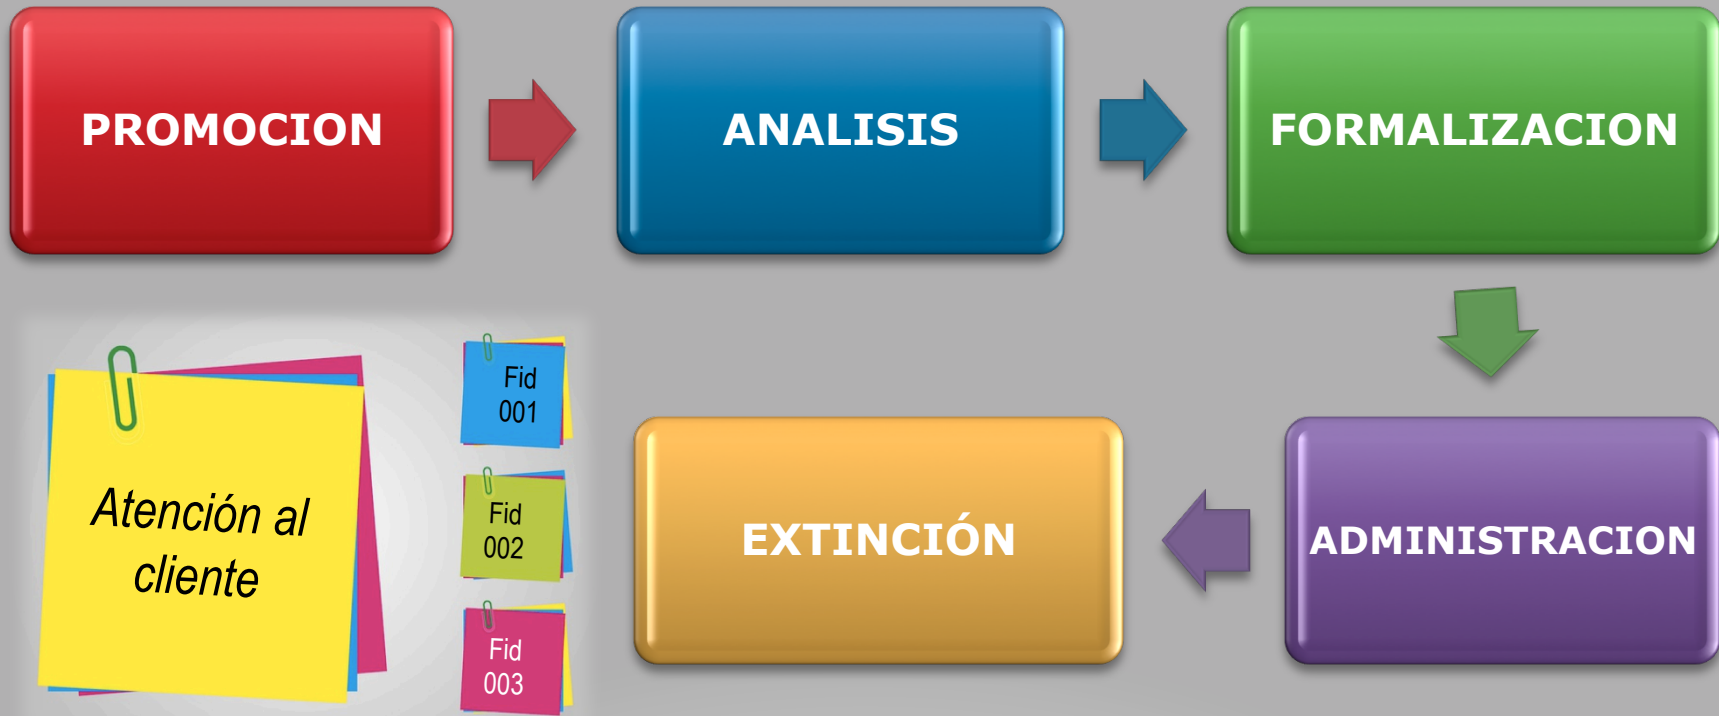 PROMOCION
ANALISIS
FORMALIZACION
Atención al
cliente
Fid
001
Fid
002
Fid
003
EXTINCIÓN
ADMINISTRACION